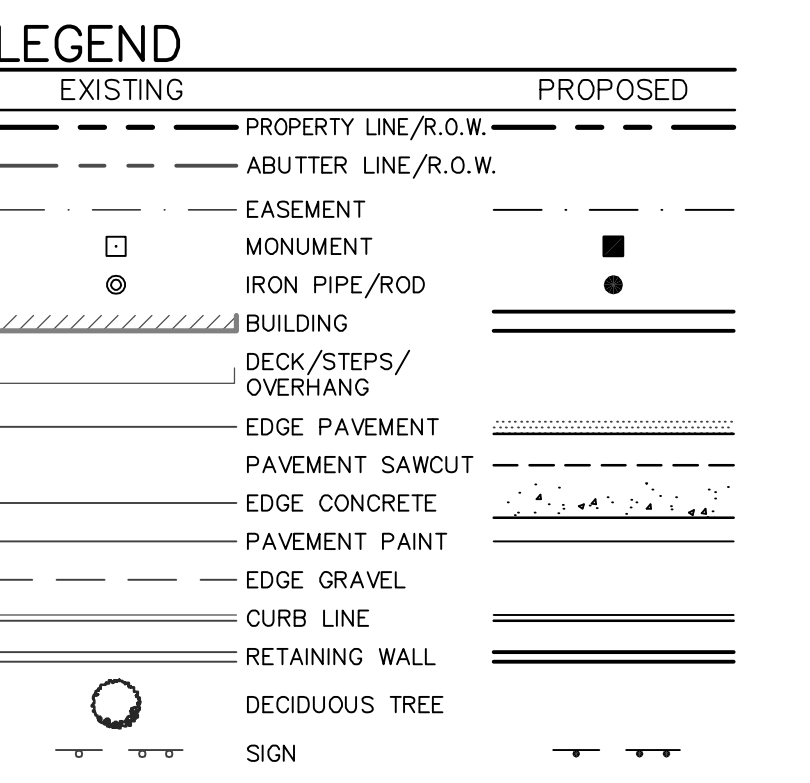 LEGEND
EXISTING PROPOSED
PROPERTY LINE/R.O.W.
ABUTTER LINE/R.O.W.
EASEMENT
MONUMENT
IRON PIPE/ROD
BUILDING
DECK/STEPS/
OVERHANG
EDGE PAVEMENT
PAVEMENT SAWCUT
EDGE CONCRETE
PAVEMENT PAINT
EDGE GRAVEL
CURB LINE
RETAINING WALL
DECIDUOUS TREE
SIGN